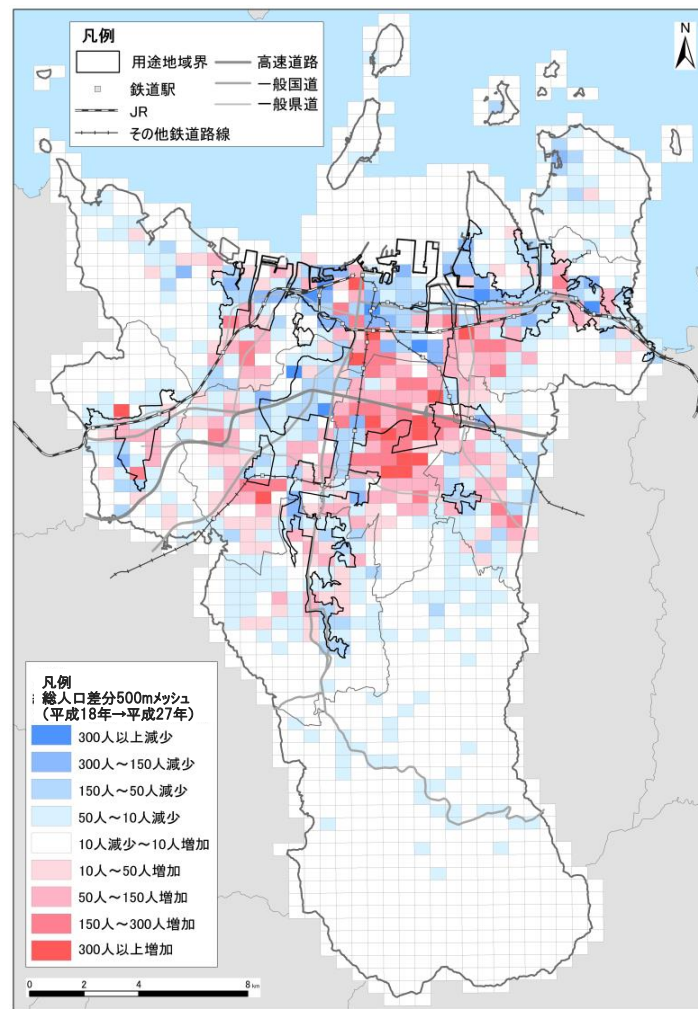 凡例
用途地域界
鉄道駅
JR
その他鉄道路線
高速道路
一般国道
一般県道
N
凡例
総人口差分500mメッシュ
（平成18年→平成27年）
300人以上減少
300人～150人減少
150人～50人減少
50人～10人減少
10人減少～10人増加
10人～50人増加
50人～150人増加
150人～300人増加
300人以上増加
0 2 4 8 km